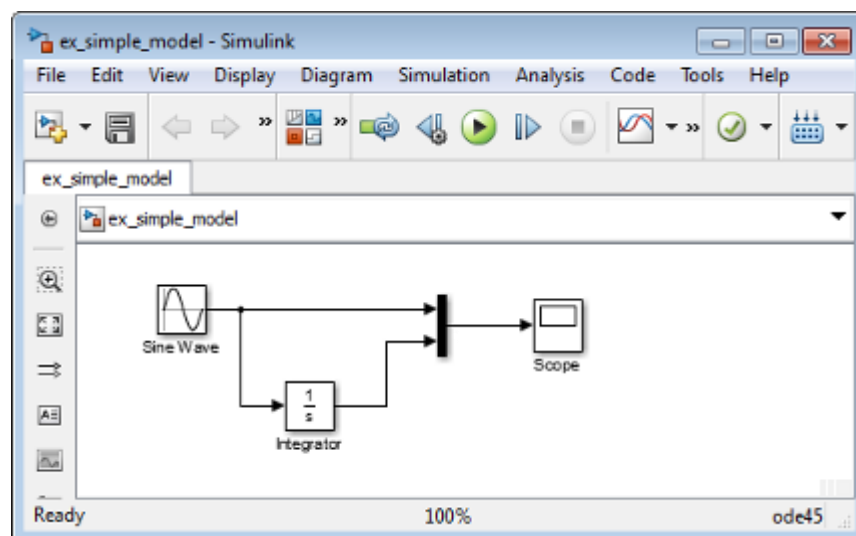 ex_simple_model - Simulink
File Edit View Display Diagram Simulation Analysis Code Tools Help
ex_simple_model
ex_simple_model
Sine Wave
Scope
1
s
Integrator
Ready 100% ode45